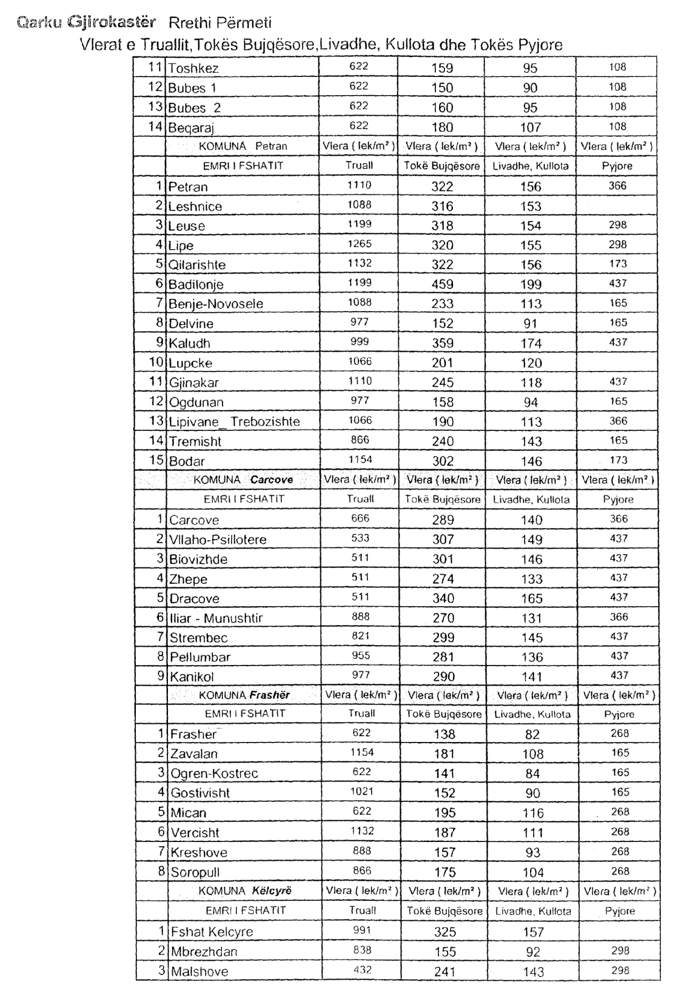 Qarku Gjirokastër Rrethi Përmeti
Vlerat e Truallit,Tokës Bujqësore,Livadhe, Kullota dhe Tokës Pyjore
11 Toshkez 622 159 95 108
12 Bubes 1 622 150 90 108
13 Bubes 2 622 160 95 108
14 Beqaraj 622 180 107 108
KOMUNA Petran Vlera ( lek/m² ) Vlera ( lek/m² ) Vlera ( lek/m² ) Vlera ( lek/m² )
EMRI I FSHATIT Truall Tokë Bujqësore Livadhe, Kullota Pyjore
1 Petran 1110 322 156 366
2 Leshnice 1088 316 153
3 Leuse 1199 318 154 298
4 Lipe 1265 320 155 298
5 Qilarishte 1132 322 156 173
6 Badilonje 1199 459 199 437
7 Benje-Novosele 1088 233 113 165
8 Delvine 977 152 91 165
9 Kaludh 999 359 174 437
10 Lupcke 1066 201 120
11 Gjinakar 1110 245 118 437
12 Ogdunan 977 158 94 165
13 Lipivane_ Trebozishte 1066 190 113 366
14 Tremisht 866 240 143 165
15 Bodar 1154 302 146 173
KOMUNA Carcove Vlera ( lek/m² ) Vlera ( lek/m² ) Vlera ( lek/m² ) Vlera ( lek/m² )
EMRI I FSHATIT Truall Tokë Bujqësore Livadhe, Kullota Pyjore
1 Carcove 666 289 140 366
2 Vllaho-Psillotere 533 307 149 437
3 Biovizhde 511 301 146 437
4 Zhepe 511 274 133 437
5 Dracove 511 340 165 437
6 Iliar - Munushtir 888 270 131 366
7 Strembec 821 299 145 437
8 Pellumbar 955 281 136 437
9 Kanikol 977 290 141 437
KOMUNA Frashër Vlera ( lek/m² ) Vlera ( lek/m² ) Vlera ( lek/m² ) Vlera ( lek/m² )
EMRI I FSHATIT Truall Tokë Bujqësore Livadhe, Kullota Pyjore
1 Frasher 622 138 82 268
2 Zavalan 1154 181 108 165
3 Ogren-Kostrec 622 141 84 165
4 Gostivisht 1021 152 90 165
5 Mican 622 195 116 268
6 Vercisht 1132 187 111 268
7 Kreshove 888 157 93 268
8 Soropull 866 175 104 268
KOMUNA Këlcyrë Vlera ( lek/m² ) Vlera ( lek/m² ) Vlera ( lek/m² ) Vlera ( lek/m² )
EMRI I FSHATIT Truall Tokë Bujqësore Livadhe, Kullota Pyjore
1 Fshat Kelcyre 991 325 157
2 Mbrezhdan 838 155 92 298
3 Malshove 432 241 143 298